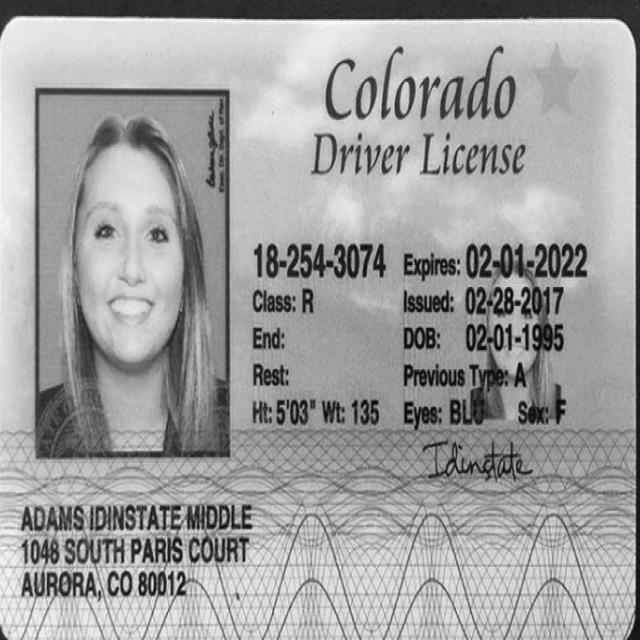 Colorado
Driver License
18-254-3074
Expires: 02-01-2022
Class: R
Issued: 02-28-2017
End:
DOB: 02-01-1995
Rest:
Previous Type: A
Ht: 5'03" Wt: 135
Eyes: BLU Sex: F
Idinstate
ADAMS IDINSTATE MIDDLE
1046 SOUTH PARIS COURT
AURORA, CO 80012